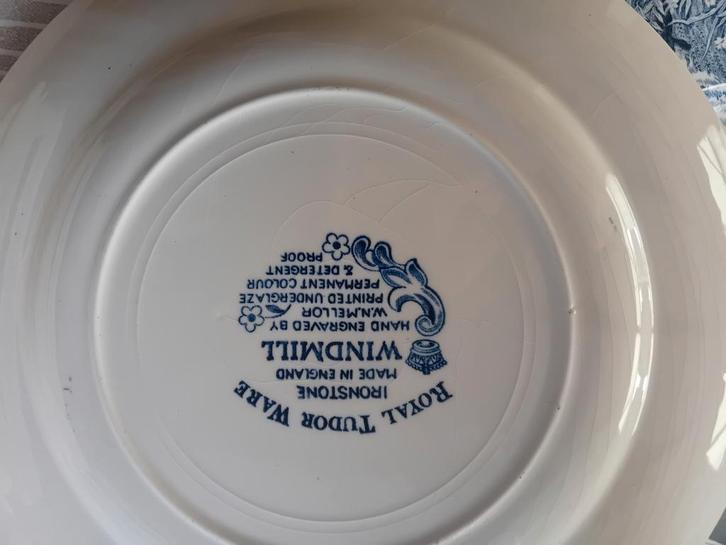 ROYAL TUDOR WARE
IRONSTONE
MADE IN ENGLAND
WINDMILL
HAND ENGRAVED BY
W.N.MELLOR
PRINTED UNDERGLAZE
PERMANENT COLOUR
& DETERGENT
PROOF